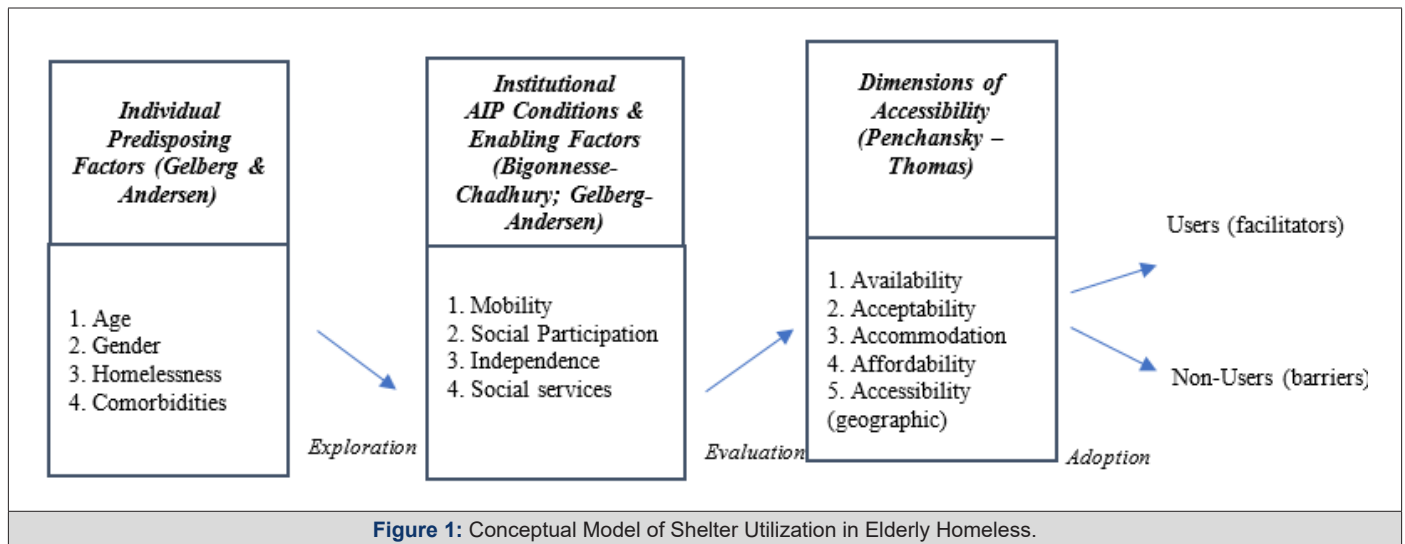 Individual
Predisposing
Factors (Gelberg &
Andersen)
1. Age
2. Gender
3. Homelessness
4. Comorbidities
Exploration
Institutional
AIP Conditions &
Enabling Factors
(Bigonnesse-
Chadhury; Gelberg-
Andersen)
1. Mobility
2. Social Participation
3. Independence
4. Social services
Evaluation
Dimensions of
Accessibility
(Penchansky –
Thomas)
1. Availability
2. Acceptability
3. Accommodation
4. Affordability
5. Accessibility
(geographic)
Adoption
Users (facilitators)
Non-Users (barriers)
Figure 1: Conceptual Model of Shelter Utilization in Elderly Homeless.